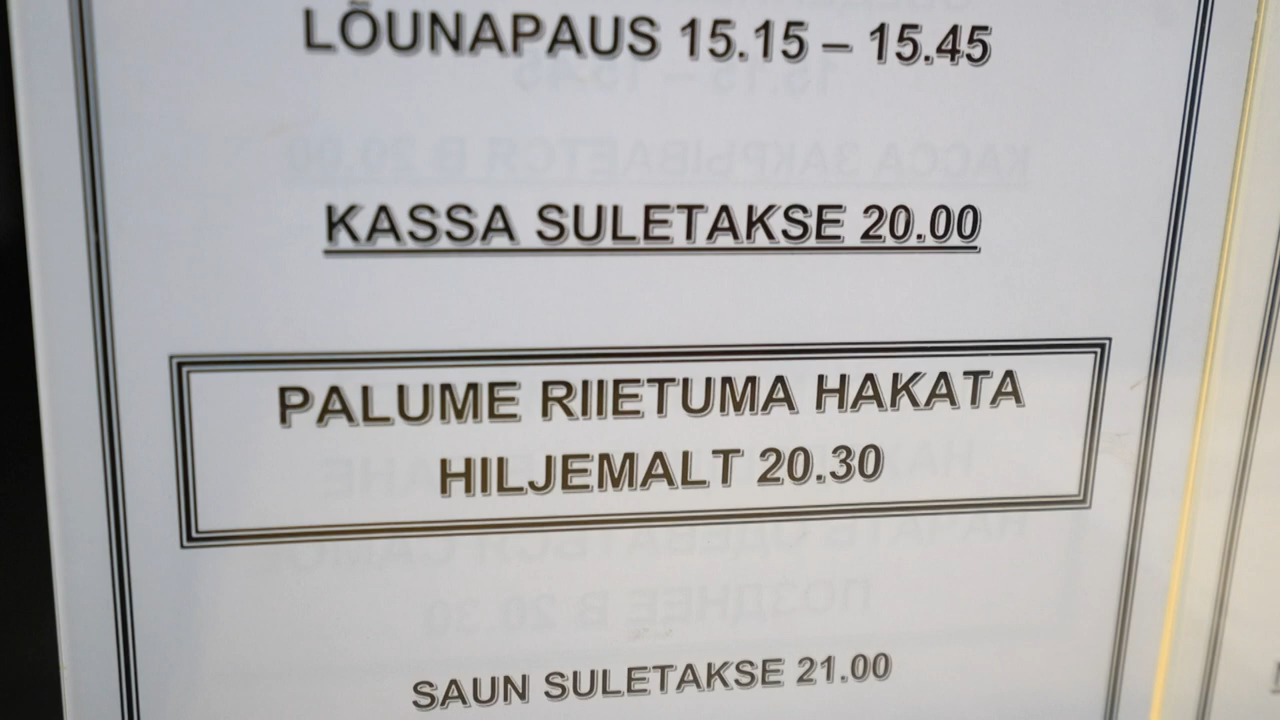 LÕUNAPAUS 15.15 – 15.45
KASSA SULETAKSE 20.00
PALUME RIIETUMA HAKATA
HILJEMALT 20.30
SAUN SULETAKSE 21.00